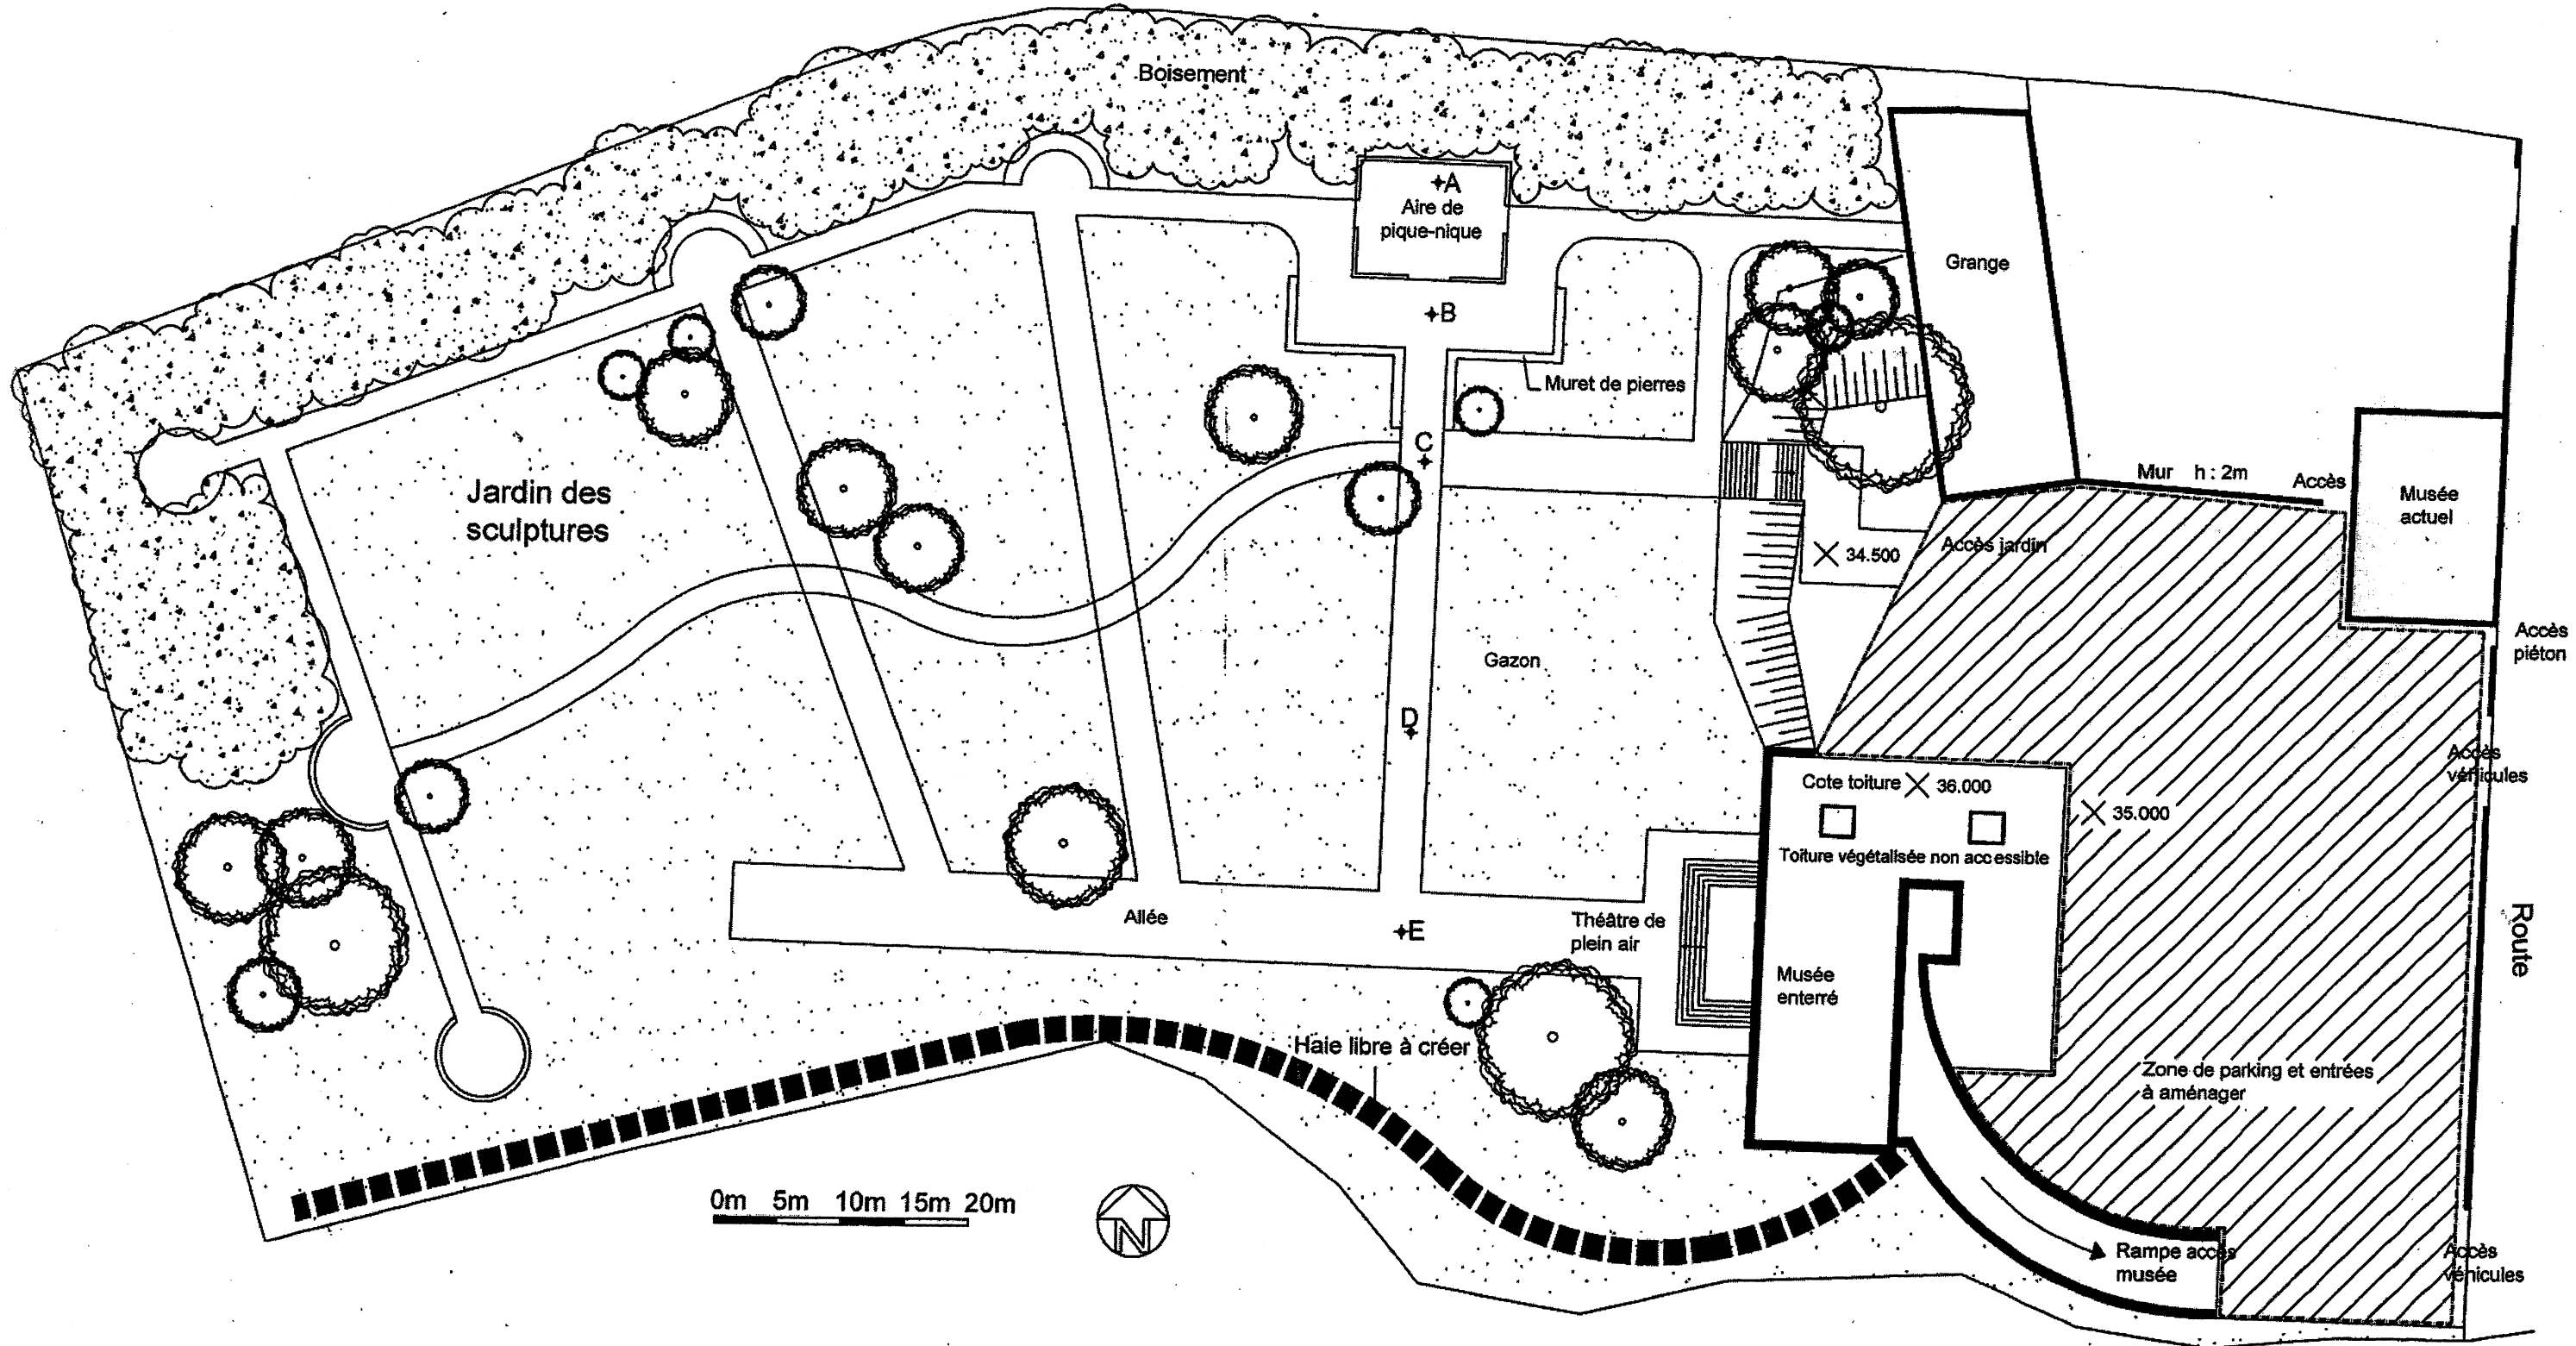 Boisement
A
Aire de
pique-nique
Grange
B
Muret de pierres
C
Mur h : 2m
Accès
Musée
actuel
Jardin des
sculptures
34.500
Accès jardin
Accès
piéton
Gazon
D
Accès
véhicules
Cote toiture 36.000
35.000
Toiture végétalisée non accessible
Allée
E
Théâtre de
plein air
Musée
enterré
Route
Haie libre à créer
Zone de parking et entrées
à aménager
0m 5m 10m 15m 20m
N
Rampe accès
musée
Accès
véhicules